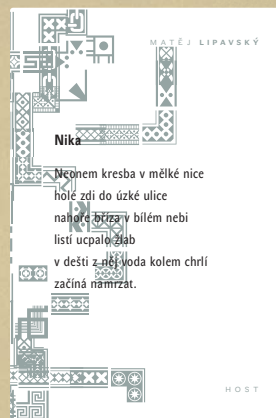 MATĚJ LIPAVSKÝ
Nika
Neonem kresba v mělké nice
holé zdi do úzké ulice
nahoře bříza v bílém nebi
listí ucpalo žlab
v dešti z něj voda kolem chrlí
začíná namrzat.
HOST